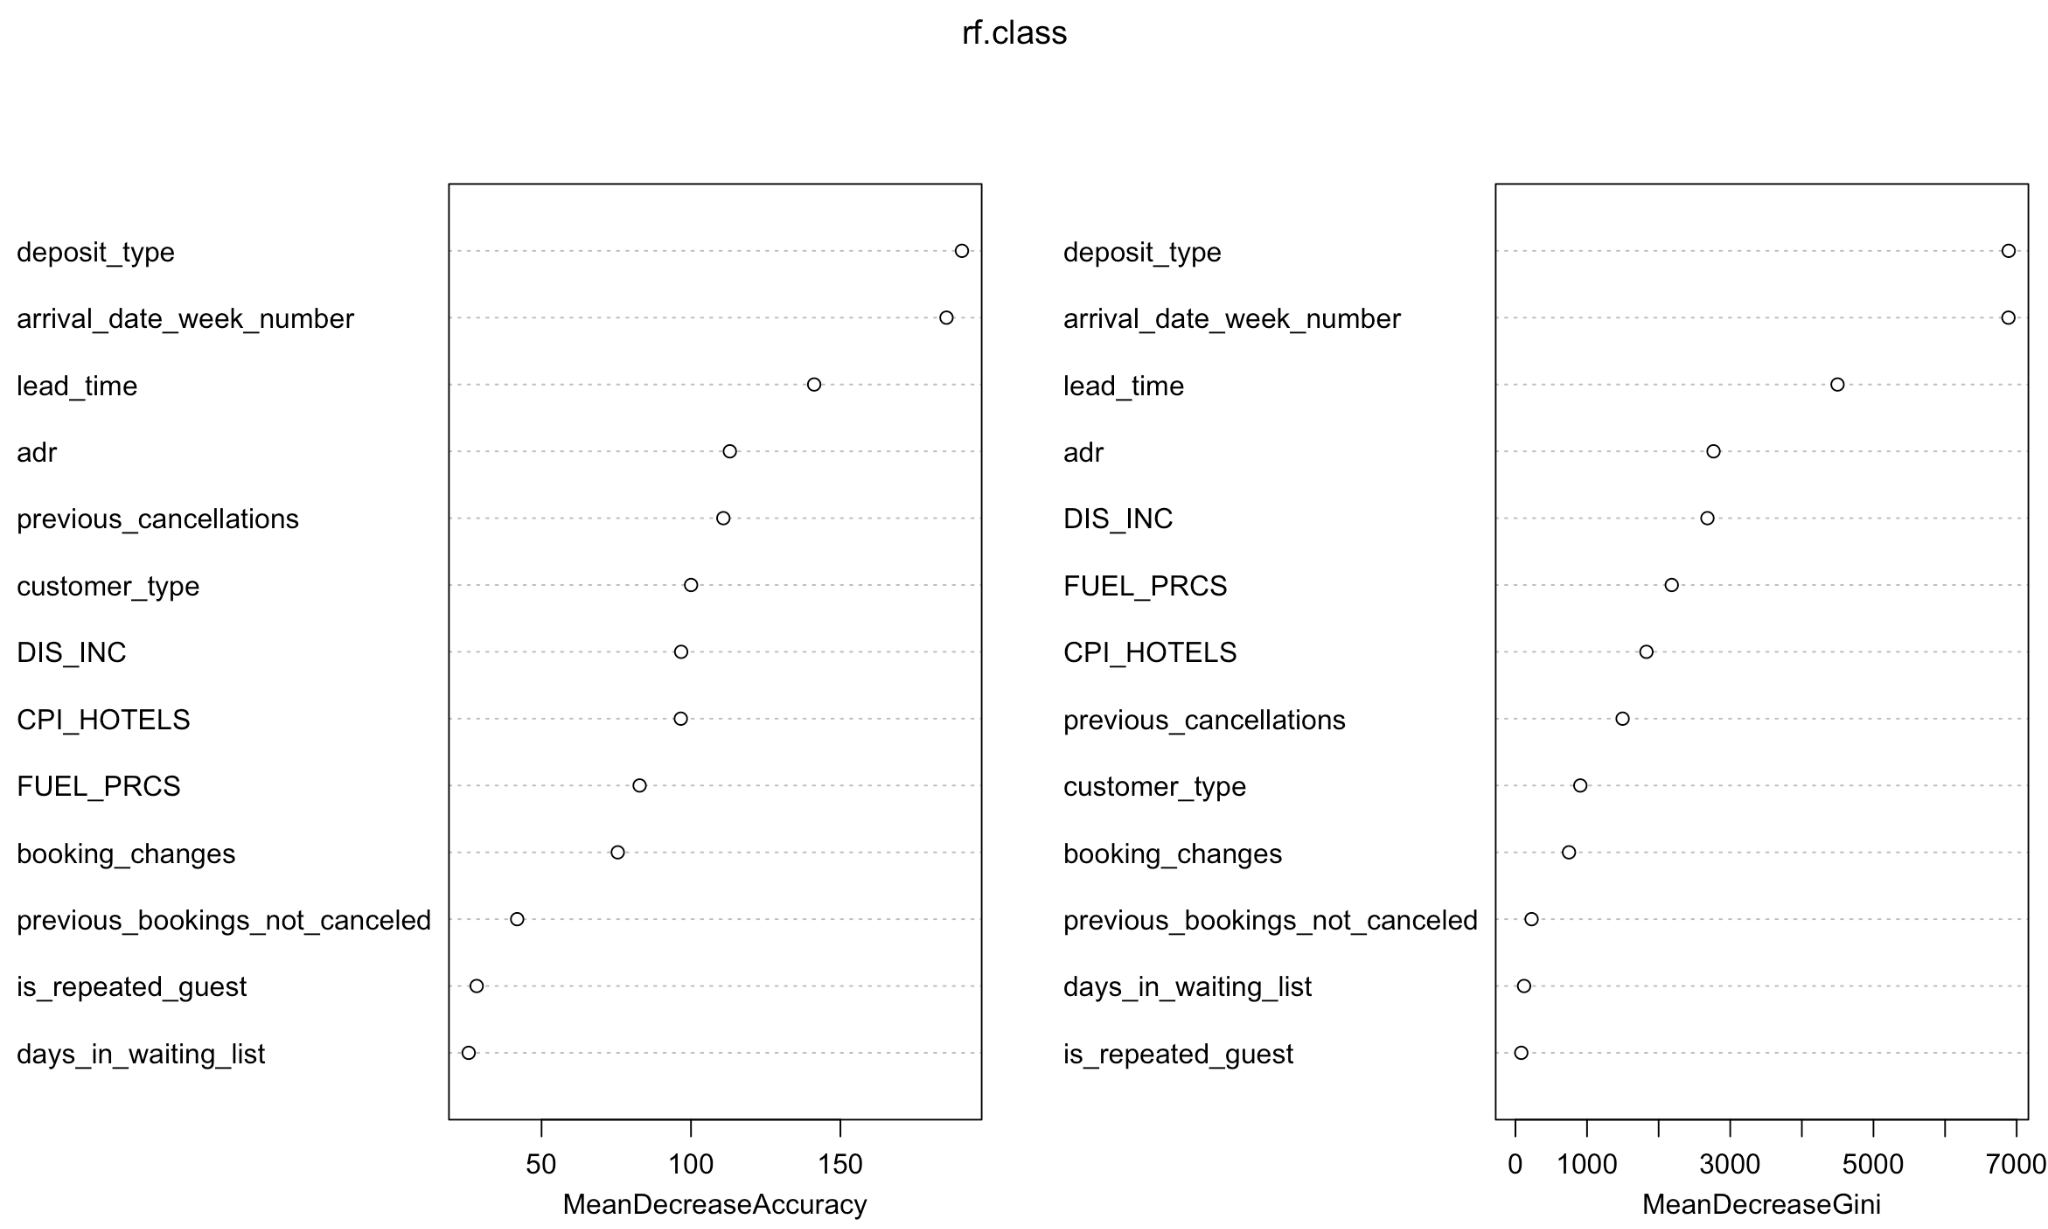 rf.class
deposit_type
arrival_date_week_number
lead_time
adr
previous_cancellations
customer_type
DIS_INC
CPI_HOTELS
FUEL_PRCS
booking_changes
previous_bookings_not_canceled
is_repeated_guest
days_in_waiting_list
50 100 150
MeanDecreaseAccuracy
deposit_type
arrival_date_week_number
lead_time
adr
DIS_INC
FUEL_PRCS
CPI_HOTELS
previous_cancellations
customer_type
booking_changes
previous_bookings_not_canceled
days_in_waiting_list
is_repeated_guest
0 1000 3000 5000 7000
MeanDecreaseGini